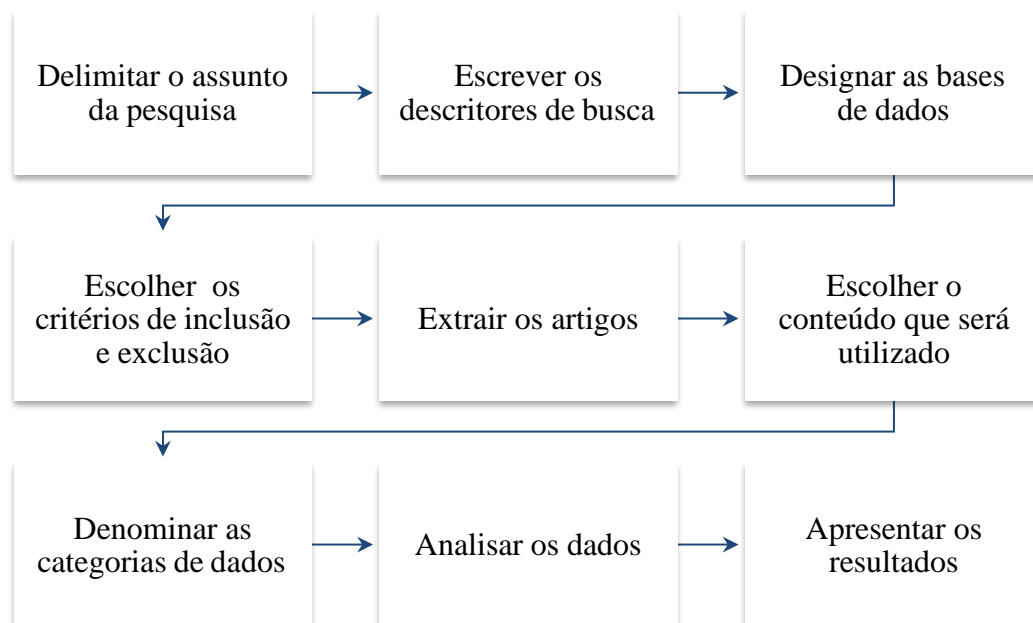 Delimitar o assunto
da pesquisa
Escrever os
descritores de busca
Designar as bases
de dados
Escolher os
critérios de inclusão
e exclusão
Extrair os artigos
Escolher o
conteúdo que será
utilizado
Denominar as
categorias de dados
Analisar os dados
Apresentar os
resultados